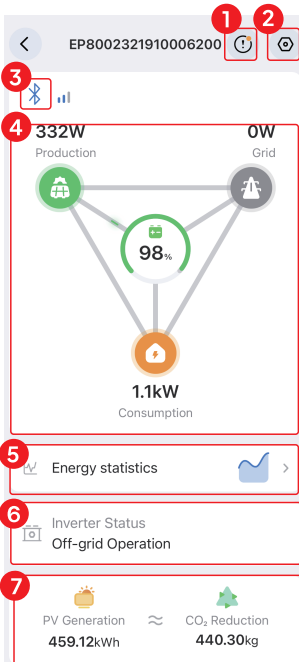 1
2
EP8002321910006200
3
4
332W
0W
Production
Grid
98%
1.1kW
Consumption
5
Energy statistics
6
Inverter Status
Off-grid Operation
7
PV Generation ≈ CO₂ Reduction
459.12kWh
440.30kg